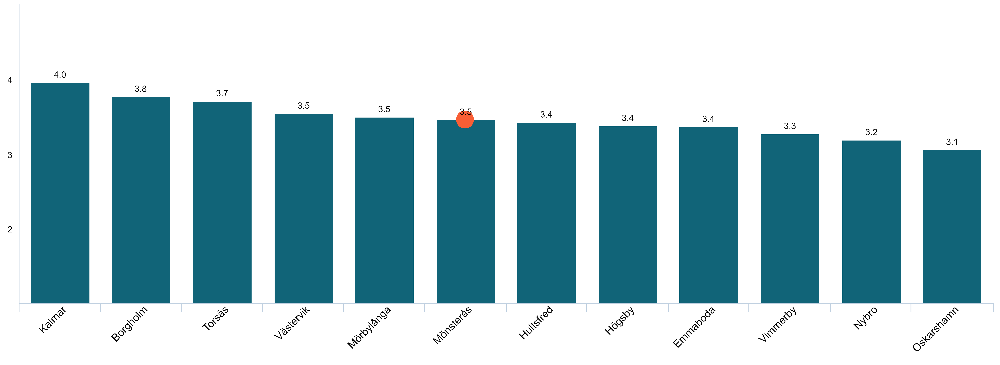 4
3
2
4.0
3.8
3.7
3.5
3.5
3.5
3.4
3.4
3.4
3.3
3.2
3.1
Kalmar
Borgholm
Torsås
Västervik
Mörbylånga
Mönsterås
Hultsfred
Högsby
Emmaboda
Vimmerby
Nybro
Oskarshamn